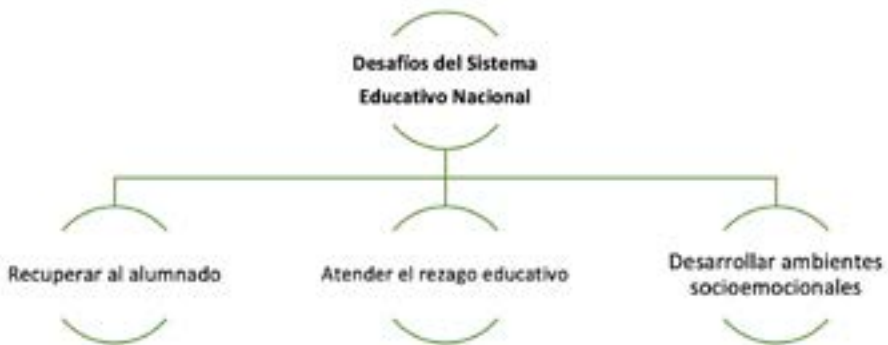 Desafíos del Sistema
Educativo Nacional
Recuperar al alumnado
Atender el rezago educativo
Desarrollar ambientes
socioemocionales